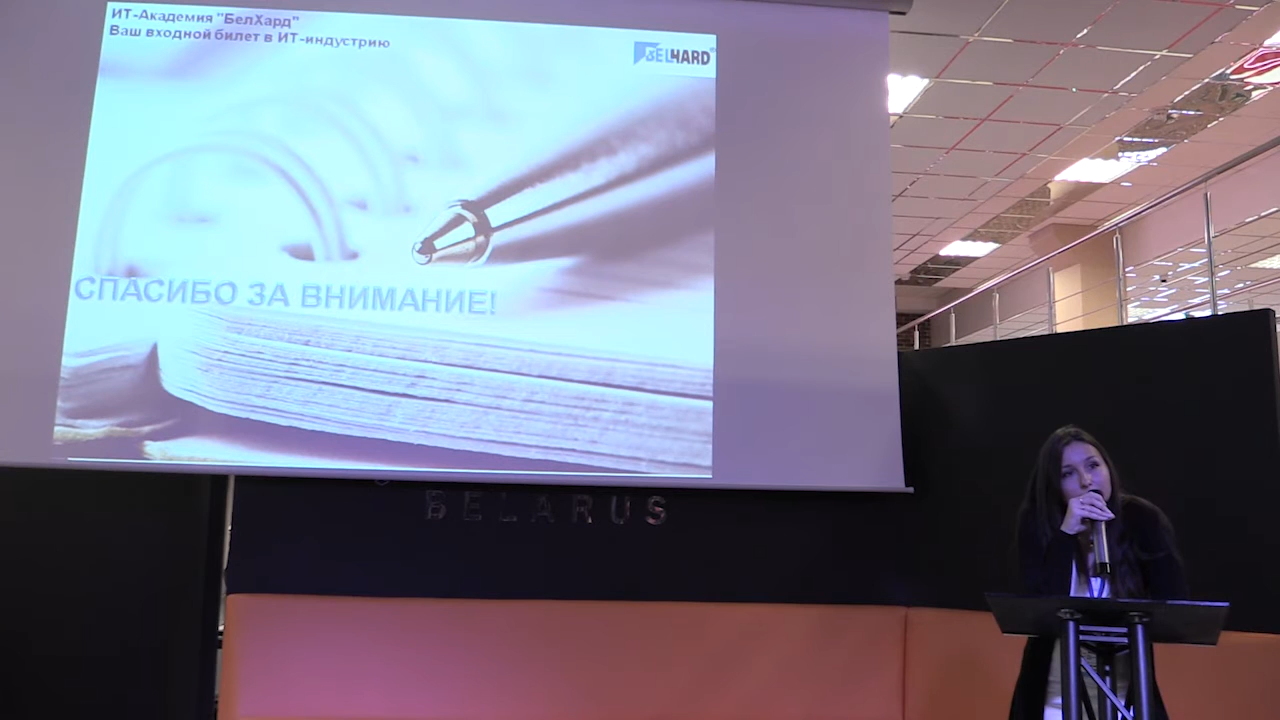 ИТ-Академия "БелХард"
Ваш входной билет в ИТ-индустрию
BELHARD
СПАСИБО ЗА ВНИМАНИЕ!
BELARUS